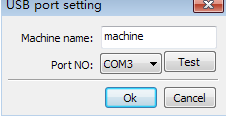 USB port setting
Machine name: machine
Port NO: COM3 Test
Ok Cancel